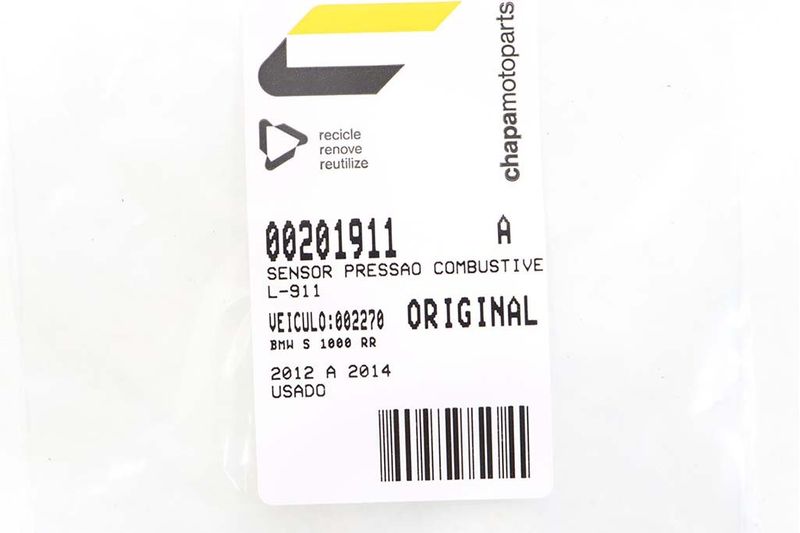 chapamotoparts
recicle
renove
reutilize
00201911 A
SENSOR PRESSAO COMBUSTIVE
L-911
VEICULO:002270 ORIGINAL
BMW S 1000 RR
2012 A 2014
USADO